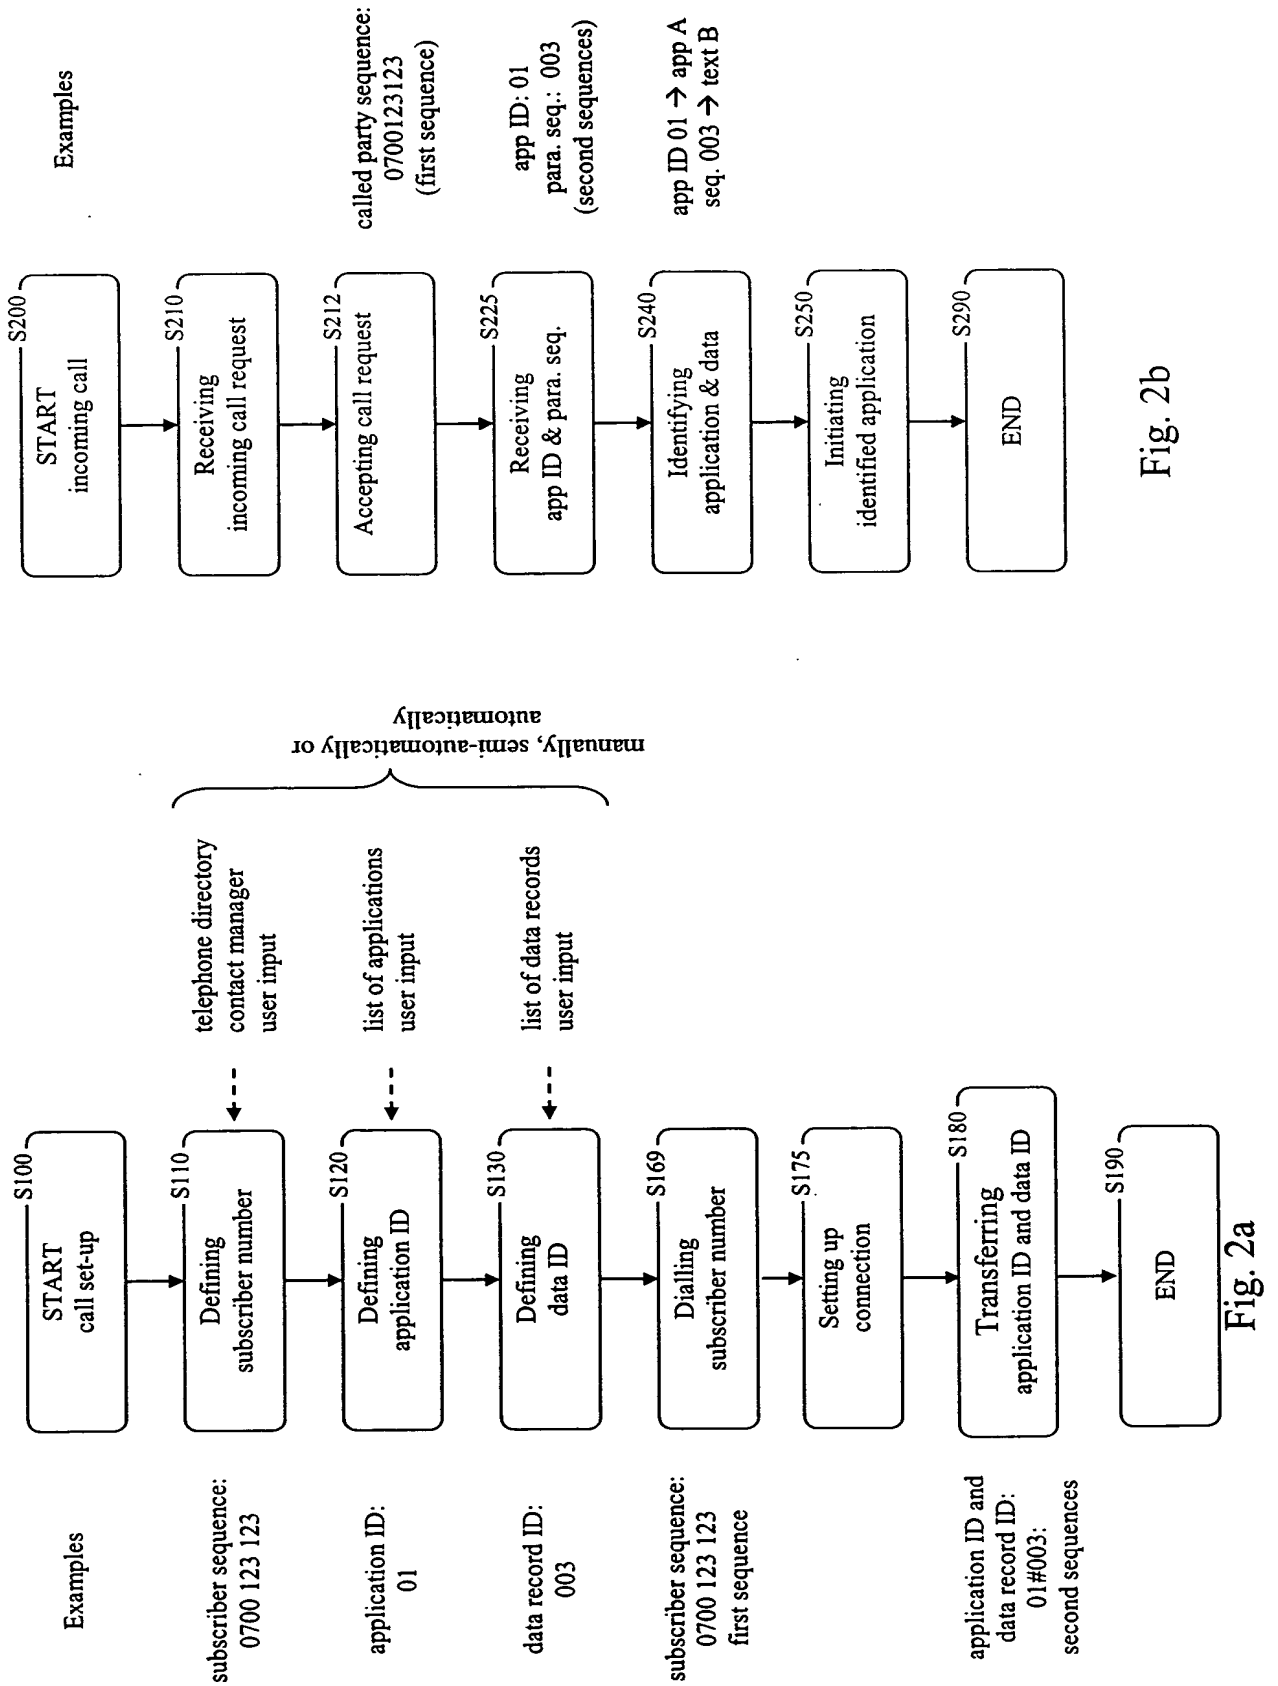 Examples
START
call set-up
S100
subscriber sequence:
0700 123 123
Defining
subscriber number
S110
telephone directory
contact manager
user input
application ID:
01
Defining
application ID
S120
list of applications
user input
data record ID:
003
Defining
data ID
S130
list of data records
user input
manually, semi-automatically or
automatically
subscriber sequence:
0700 123 123
first sequence
Dialling
subscriber number
S169
Setting up
connection
S175
application ID and
data record ID:
01#003:
second sequences
Transferring
application ID and data ID
S180
END
S190
Fig. 2a
START
incoming call
S200
Examples
Receiving
incoming call request
S210
Accepting call request
S212
called party sequence:
0700123123
(first sequence)
Receiving
app ID & para. seq.
S225
app ID: 01
para. seq.: 003
(second sequences)
Identifying
application & data
S240
app ID 01 → app A
seq. 003 → text B
Initiating
identified application
S250
END
S290
Fig. 2b